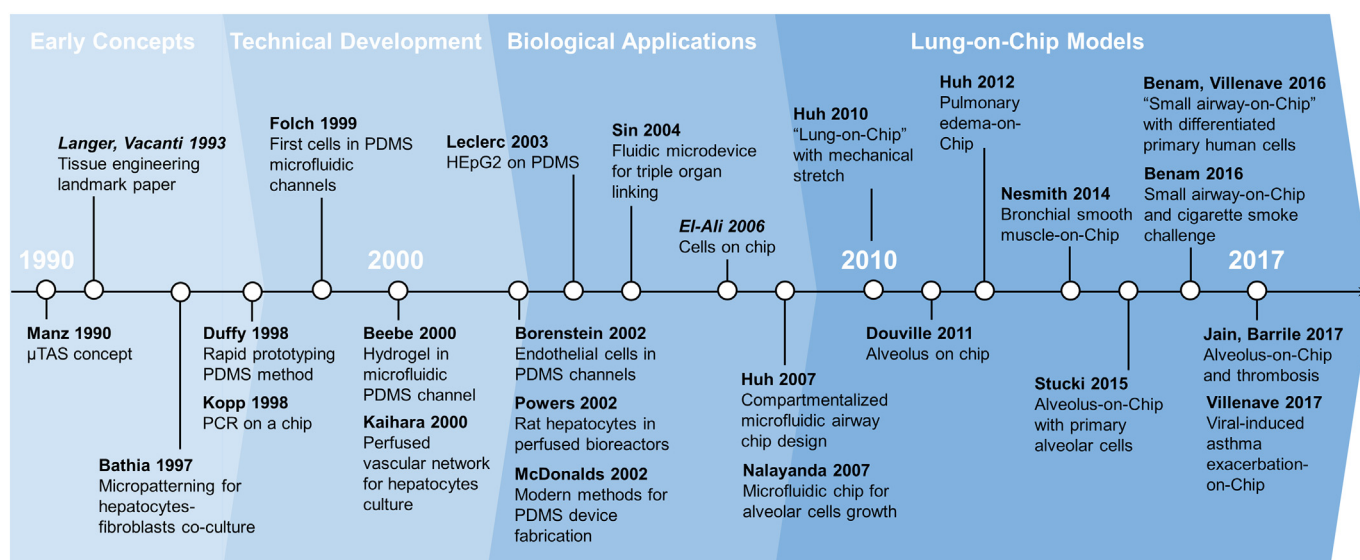 Early Concepts
Technical Development
Biological Applications
Lung-on-Chip Models
Langer, Vacanti 1993
Tissue engineering
landmark paper
Folch 1999
First cells in PDMS
microfluidic
channels
Leclerc 2003
HEpG2 on PDMS
Sin 2004
Fluidic microdevice
for triple organ
linking
El-Ali 2006
Cells on chip
Huh 2010
“Lung-on-Chip”
with mechanical
stretch
Huh 2012
Pulmonary
edema-on-
Chip
Nesmith 2014
Bronchial smooth
muscle-on-Chip
Benam, Villenave 2016
“Small airway-on-Chip”
with differentiated
primary human cells
Benam 2016
Small airway-on-Chip
and cigarette smoke
challenge
1990
2000
2010
2017
Manz 1990
µTAS concept
Bathia 1997
Micropatterning for
hepatocytes-
fibroblasts co-culture
Duffy 1998
Rapid prototyping
PDMS method
Kopp 1998
PCR on a chip
Beebe 2000
Hydrogel in
microfluidic
PDMS channel
Kaihara 2000
Perfused
vascular network
for hepatocytes
culture
Borenstein 2002
Endothelial cells in
PDMS channels
Powers 2002
Rat hepatocytes in
perfused bioreactors
McDonalds 2002
Modern methods for
PDMS device
fabrication
Huh 2007
Compartmentalized
microfluidic airway
chip design
Nalayanda 2007
Microfluidic chip for
alveolar cells growth
Douville 2011
Alveolus on chip
Stucki 2015
Alveolus-on-Chip
with primary
alveolar cells
Jain, Barrile 2017
Alveolus-on-Chip
and thrombosis
Villenave 2017
Viral-induced
asthma
exacerbation-
on-Chip